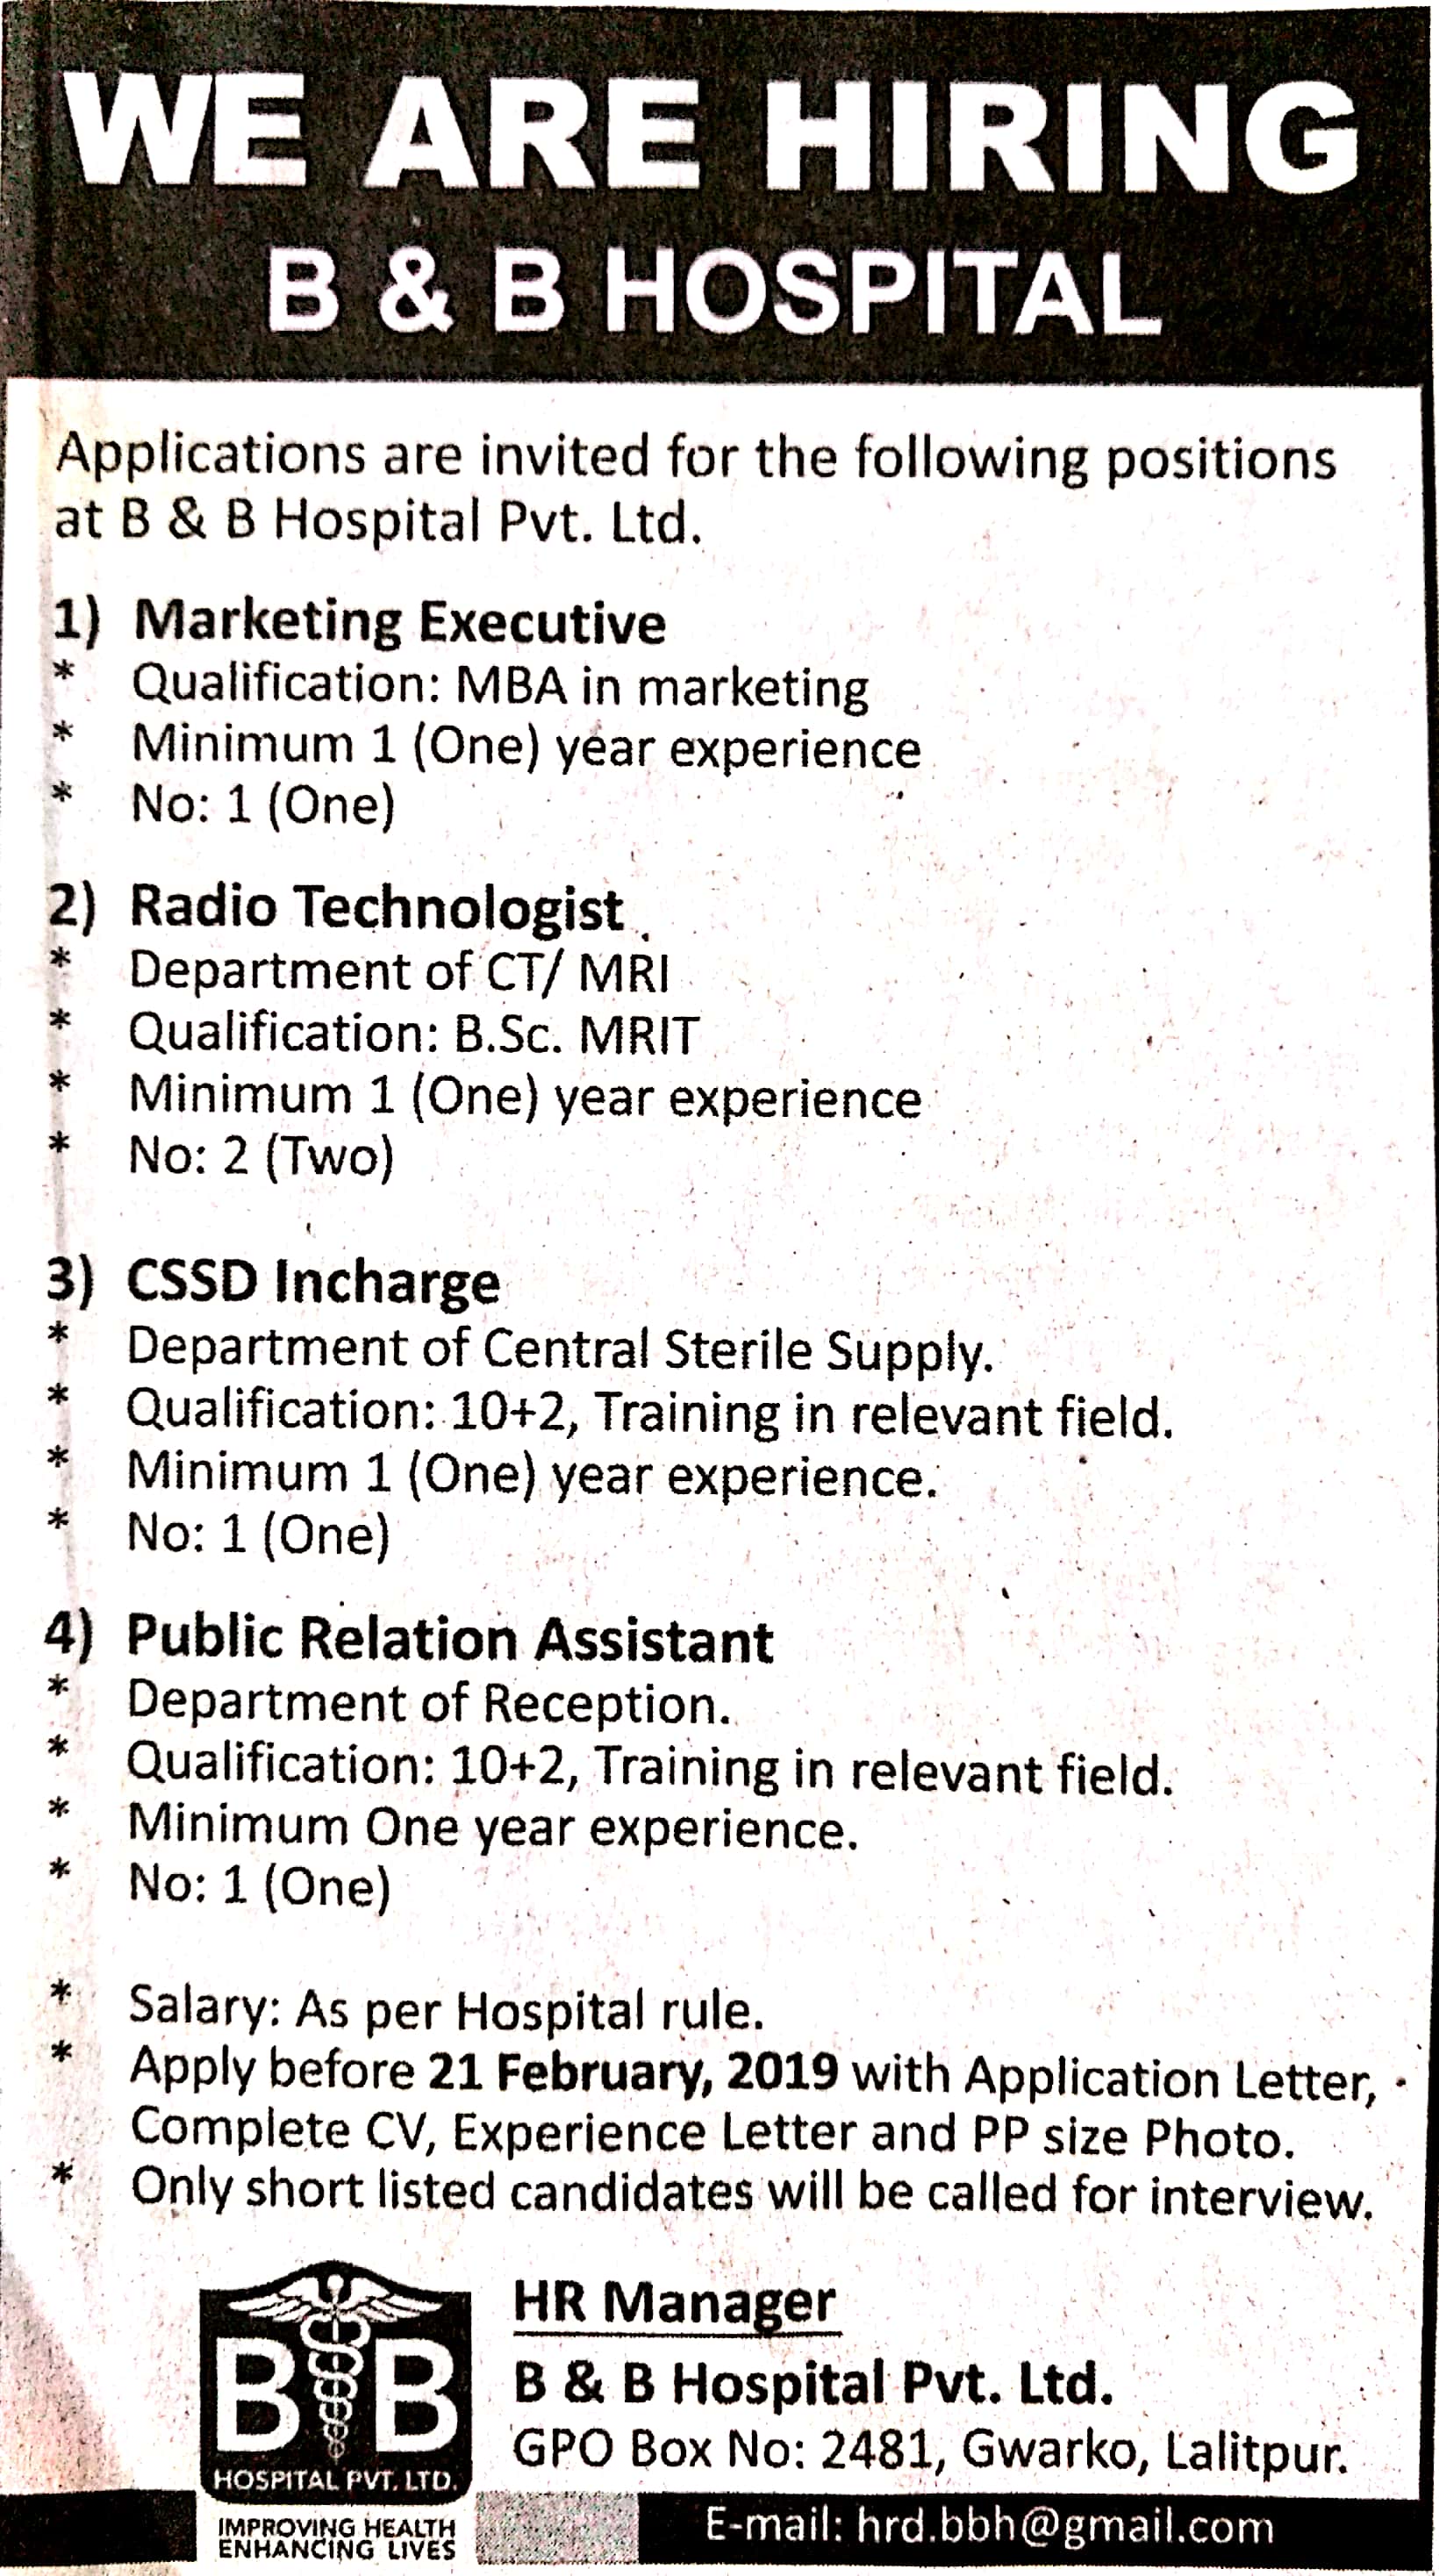 WE ARE HIRING
B & B HOSPITAL
Applications are invited for the following positions
at B & B Hospital Pvt. Ltd.
1) Marketing Executive
* Qualification: MBA in marketing
* Minimum 1 (One) year experience
* No: 1 (One)
2) Radio Technologist
* Department of CT/ MRI
* Qualification: B.Sc. MRIT
* Minimum 1 (One) year experience
* No: 2 (Two)
3) CSSD Incharge
* Department of Central Sterile Supply.
* Qualification: 10+2, Training in relevant field.
* Minimum 1 (One) year experience.
* No: 1 (One)
4) Public Relation Assistant
* Department of Reception.
* Qualification: 10+2, Training in relevant field.
* Minimum One year experience.
* No: 1 (One)
* Salary: As per Hospital rule.
* Apply before 21 February, 2019 with Application Letter,
Complete CV, Experience Letter and PP size Photo.
* Only short listed candidates will be called for interview.
HR Manager
B & B Hospital Pvt. Ltd.
GPO Box No: 2481, Gwarko, Lalitpur.
E-mail: hrd.bbh@gmail.com
B B
HOSPITAL PVT. LTD.
IMPROVING HEALTH
ENHANCING LIVES